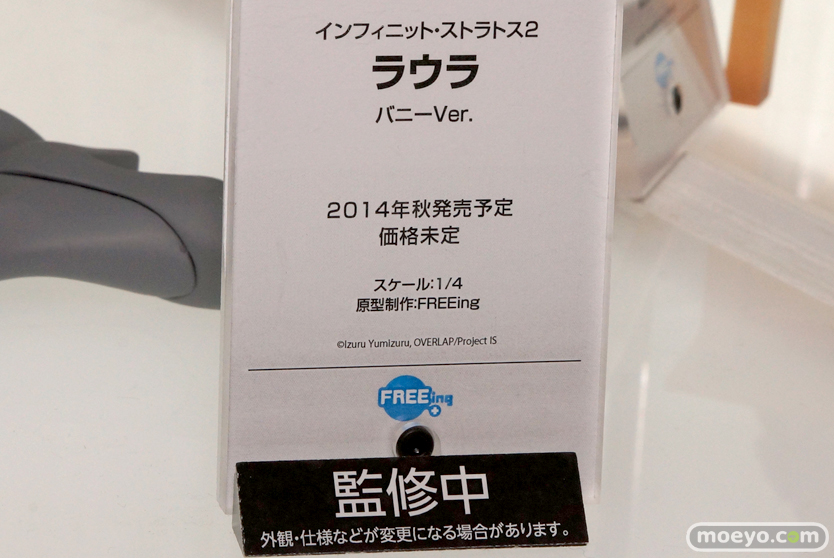 インフィニット・ストラトス2
ラウラ
バニーVer.
2014年秋発売予定
価格未定
スケール:1/4
原型制作:FREEing
©Izuru Yumizuru, OVERLAP/Project IS
FREEing
監修中
外観・仕様などが変更になる場合があります。
moeyo.com